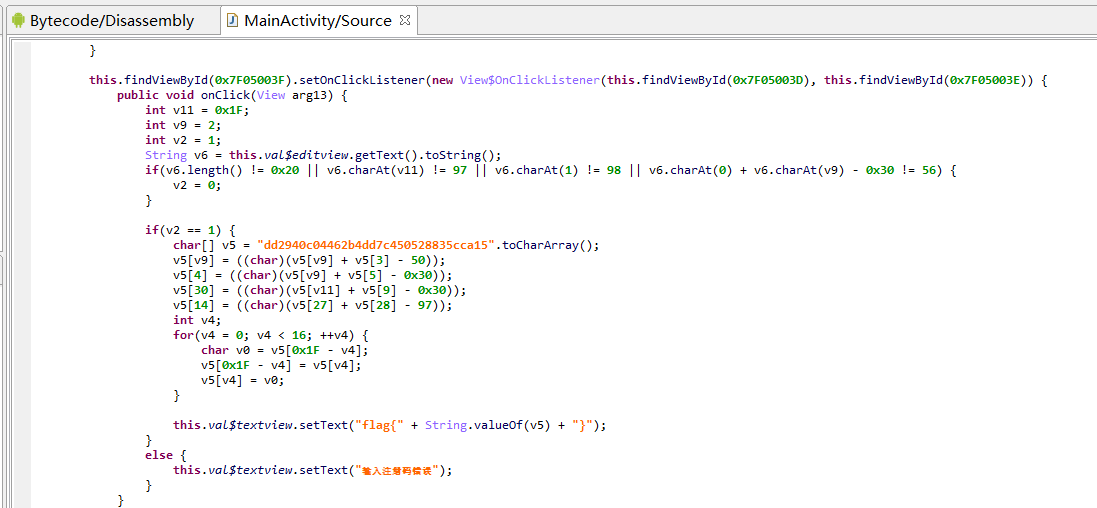 Bytecode/Disassembly MainActivity/Source
}
this.findViewById(0x7F05003F).setOnClickListener(new View$OnClickListener(this.findViewById(0x7F05003D), this.findViewById(0x7F05003E)) {
public void onClick(View arg13) {
int v11 = 0x1F;
int v9 = 2;
int v2 = 1;
String v6 = this.val$editview.getText().toString();
if(v6.length() != 0x20 || v6.charAt(v11) != 97 || v6.charAt(1) != 98 || v6.charAt(0) + v6.charAt(v9) - 0x30 != 56) {
v2 = 0;
}
if(v2 == 1) {
char[] v5 = "dd2940c04462b4dd7c450528835cca15".toCharArray();
v5[v9] = ((char)(v5[v9] + v5[3] - 50));
v5[4] = ((char)(v5[v9] + v5[5] - 0x30));
v5[30] = ((char)(v5[v11] + v5[9] - 0x30));
v5[14] = ((char)(v5[27] + v5[28] - 97));
int v4;
for(v4 = 0; v4 < 16; ++v4) {
char v0 = v5[0x1F - v4];
v5[0x1F - v4] = v5[v4];
v5[v4] = v0;
}
this.val$textview.setText("flag{" + String.valueOf(v5) + "}");
}
else {
this.val$textview.setText("输入注册码错误");
}
}